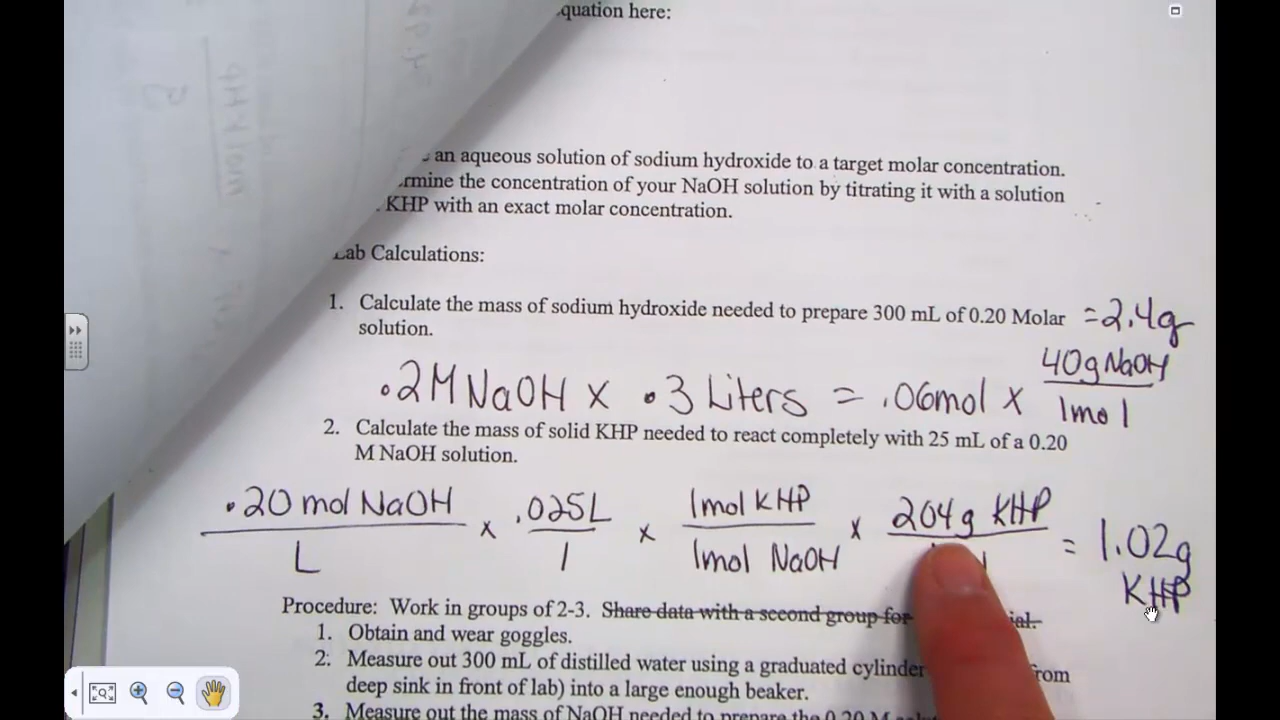 quation here:
an aqueous solution of sodium hydroxide to a target molar concentration.
rmine the concentration of your NaOH solution by titrating it with a solution
KHP with an exact molar concentration.
Lab Calculations:
1. Calculate the mass of sodium hydroxide needed to prepare 300 mL of 0.20 Molar = 2.4g
solution.
.2M NaOH x .3 Liters = .06mol x 40g NaOH
1mol
2. Calculate the mass of solid KHP needed to react completely with 25 mL of a 0.20
M NaOH solution.
.20 mol NaOH x .025L x 1mol KHP x 204g KHP = 1.02g
L 1 1mol NaOH KHP
Procedure: Work in groups of 2-3. Share data with a second group for ial.
1. Obtain and wear goggles.
2. Measure out 300 mL of distilled water using a graduated cylinder from
deep sink in front of lab) into a large enough beaker.
3. Measure out the mass of NaOH needed to prepare the 0.20 M